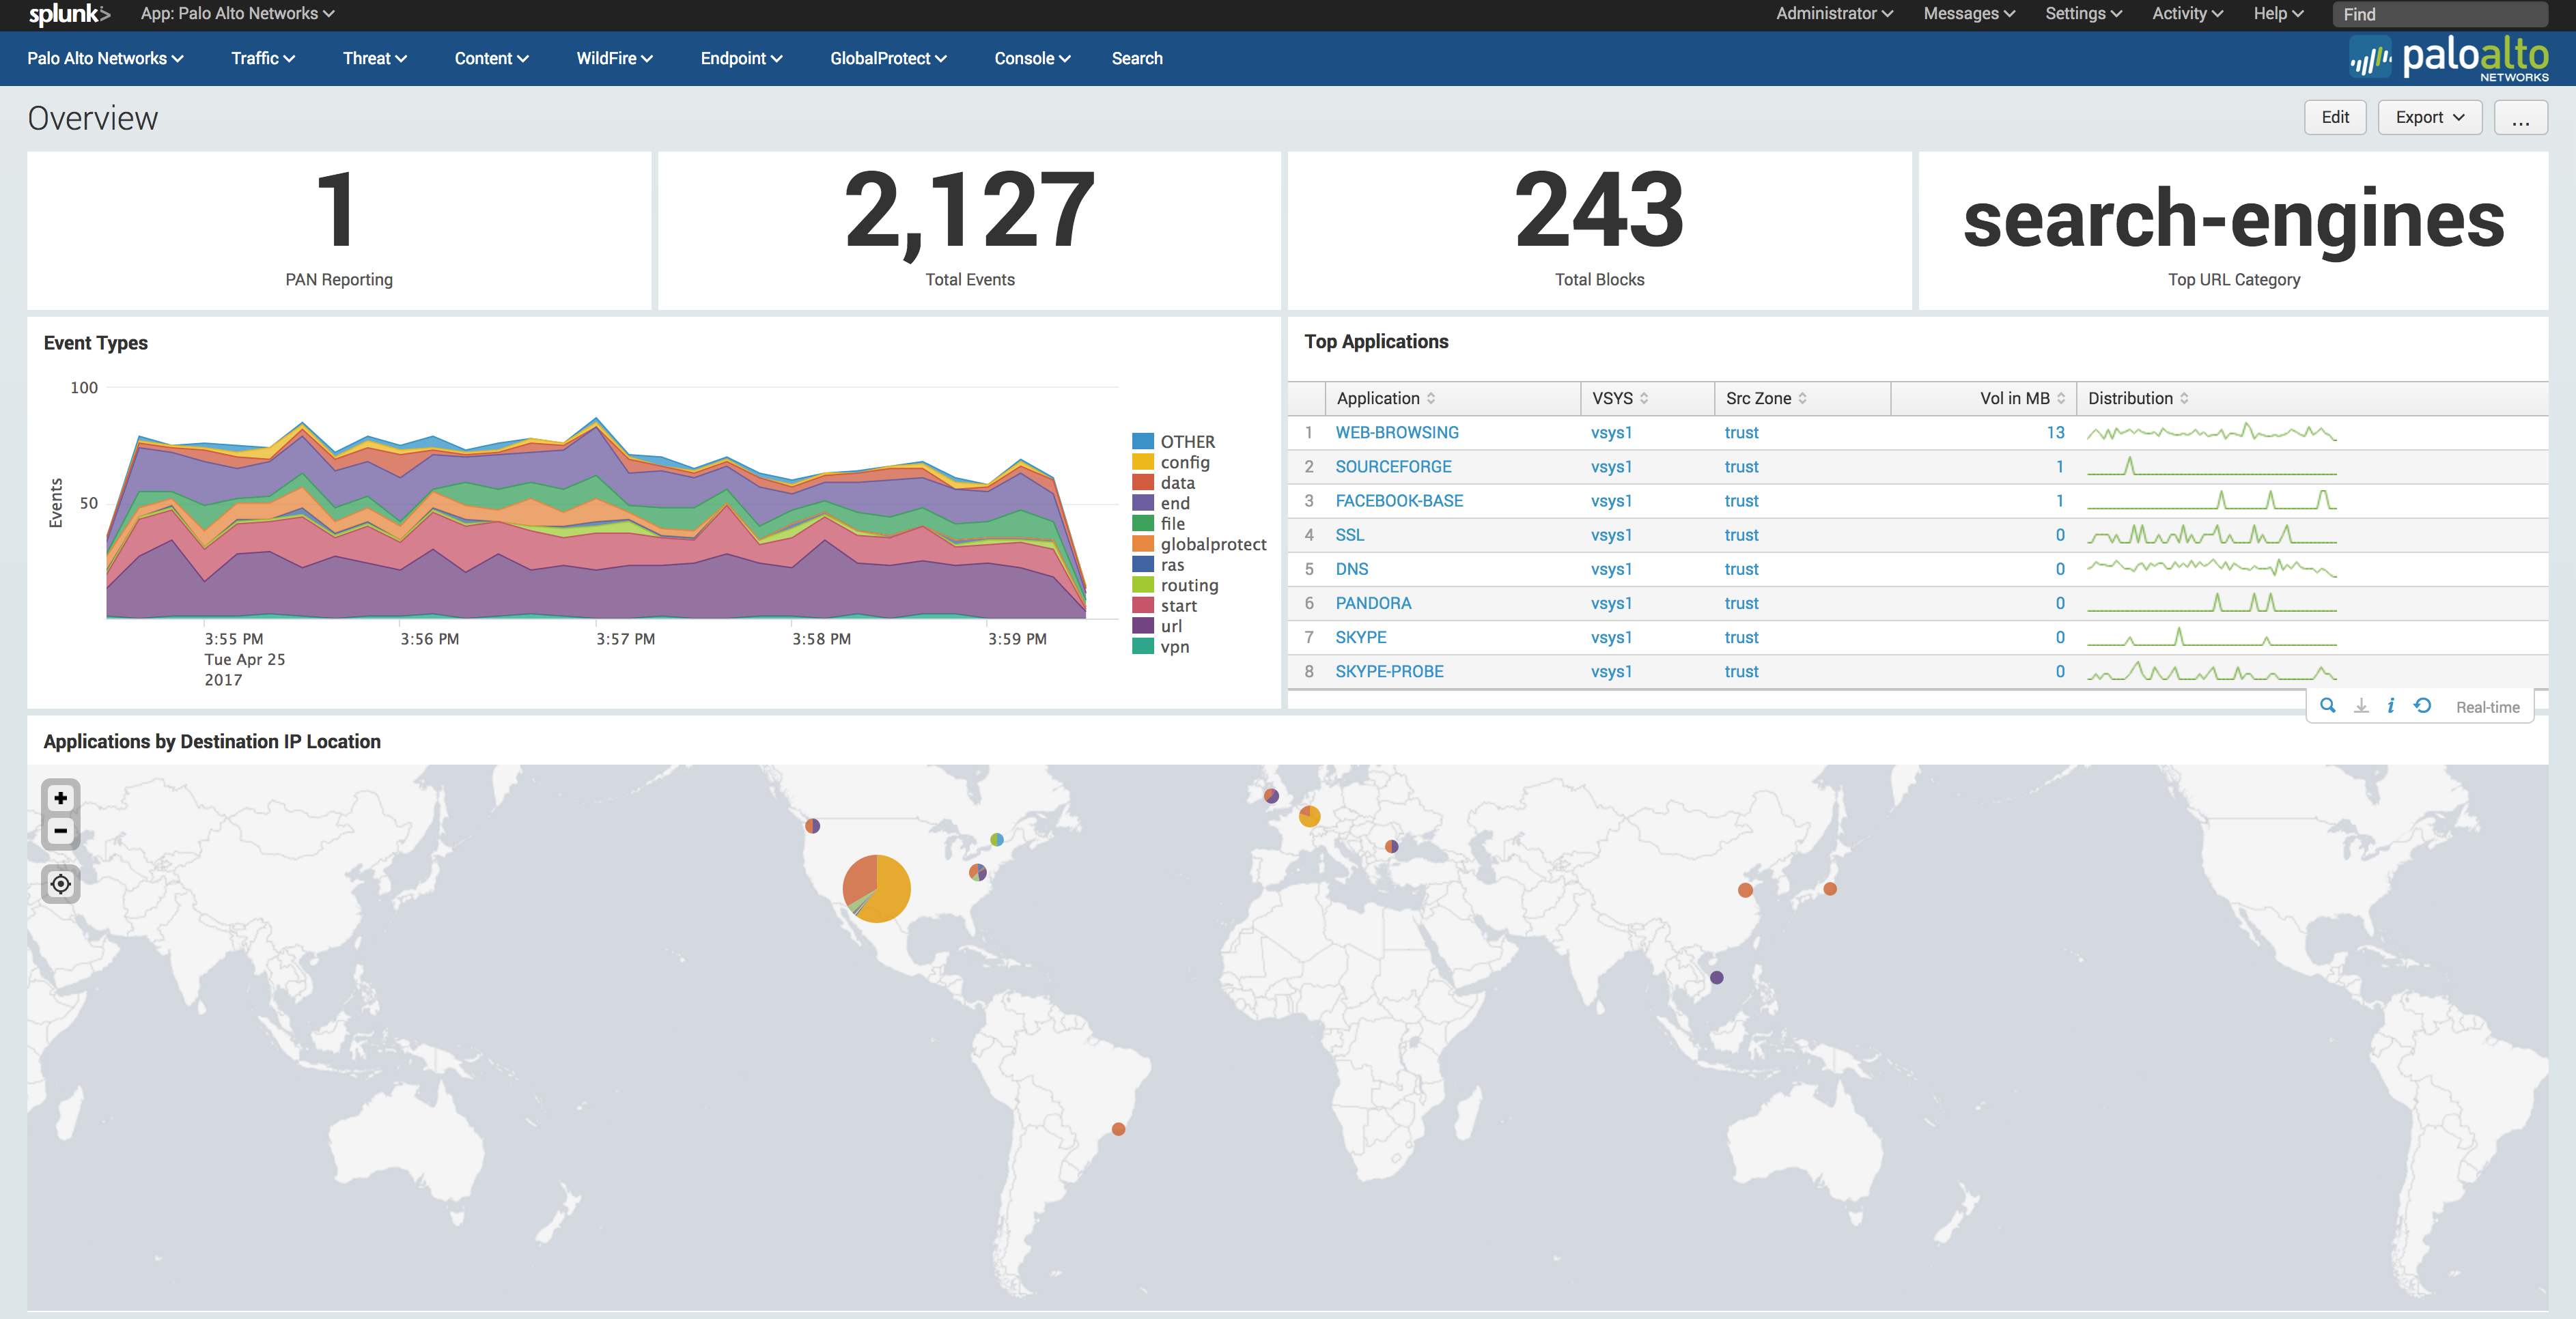 splunk> App: Palo Alto Networks Administrator Messages Settings Activity Help Find
Palo Alto Networks Traffic Threat Content WildFire Endpoint GlobalProtect Console Search paloalto NETWORKS
Overview Edit Export ...
1 2,127 243 search-engines
PAN Reporting Total Events Total Blocks Top URL Category
Event Types
100
50
Events
3:55 PM 3:56 PM 3:57 PM 3:58 PM 3:59 PM
Tue Apr 25
2017
OTHER
config
data
end
file
globalprotect
ras
routing
start
url
vpn
Top Applications
Application VSYS Src Zone Vol in MB Distribution
1 WEB-BROWSING vsys1 trust 13
2 SOURCEFORGE vsys1 trust 1
3 FACEBOOK-BASE vsys1 trust 1
4 SSL vsys1 trust 0
5 DNS vsys1 trust 0
6 PANDORA vsys1 trust 0
7 SKYPE vsys1 trust 0
8 SKYPE-PROBE vsys1 trust 0
i Real-time
Applications by Destination IP Location
+
-